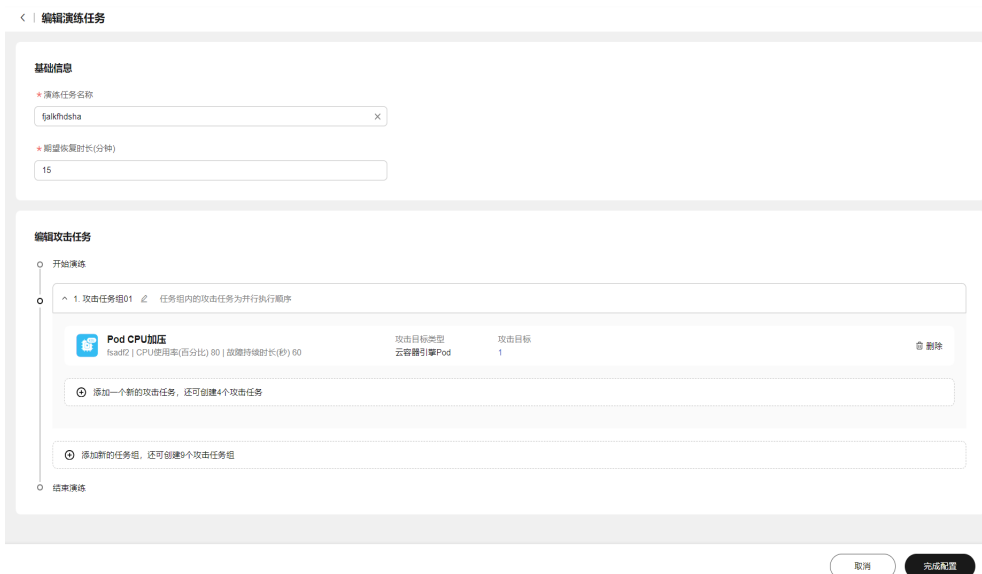 编辑演练任务
基础信息
*演练任务名称
fjalkfhdsha
*期望恢复时长(分钟)
15
编辑攻击任务
开始演练
1. 攻击任务组01 任务组内的攻击任务为并行执行顺序
Pod CPU加压 攻击目标类型 攻击目标
fsadf2 | CPU使用率(百分比) 80 | 故障持续时长(秒) 60 云容器引擎Pod 1 删除
添加一个新的攻击任务，还可创建4个攻击任务
添加新的任务组，还可创建9个攻击任务组
结束演练
取消 完成配置